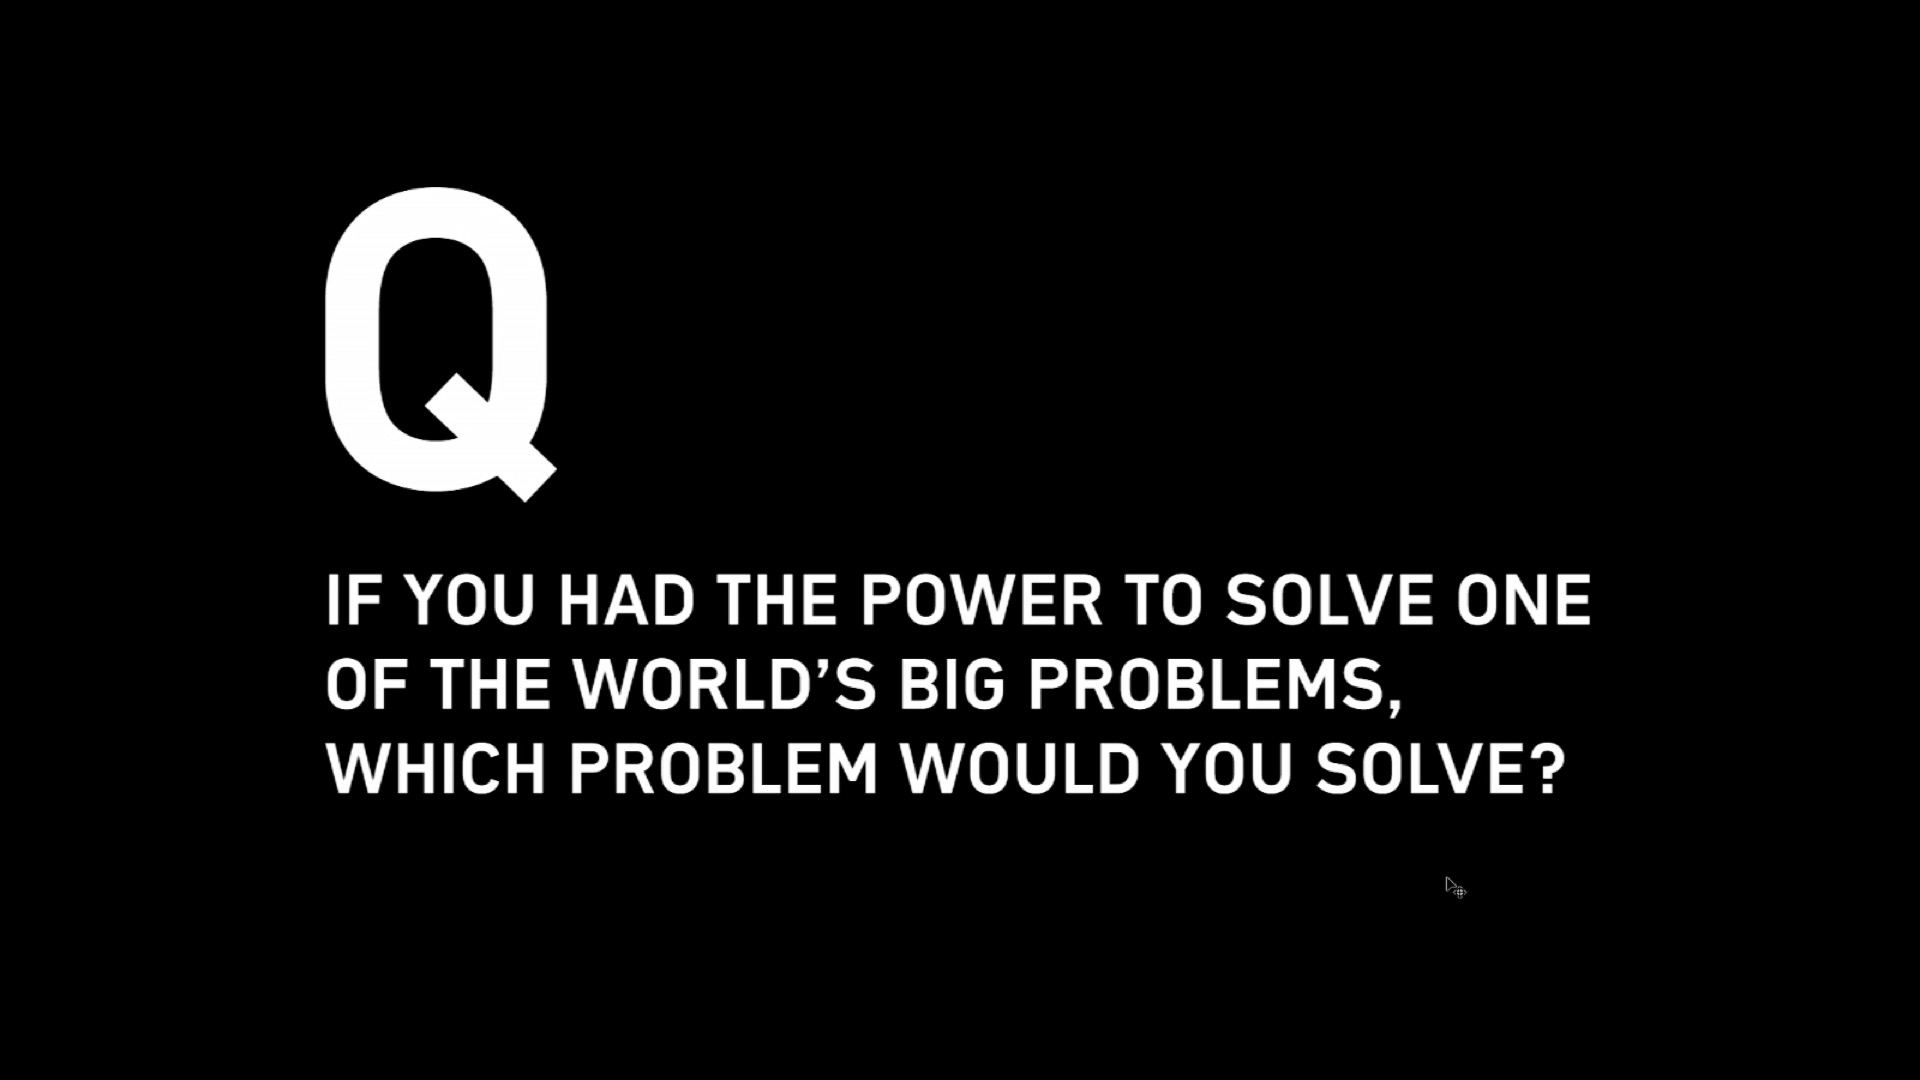 Q
IF YOU HAD THE POWER TO SOLVE ONE
OF THE WORLD’S BIG PROBLEMS,
WHICH PROBLEM WOULD YOU SOLVE?